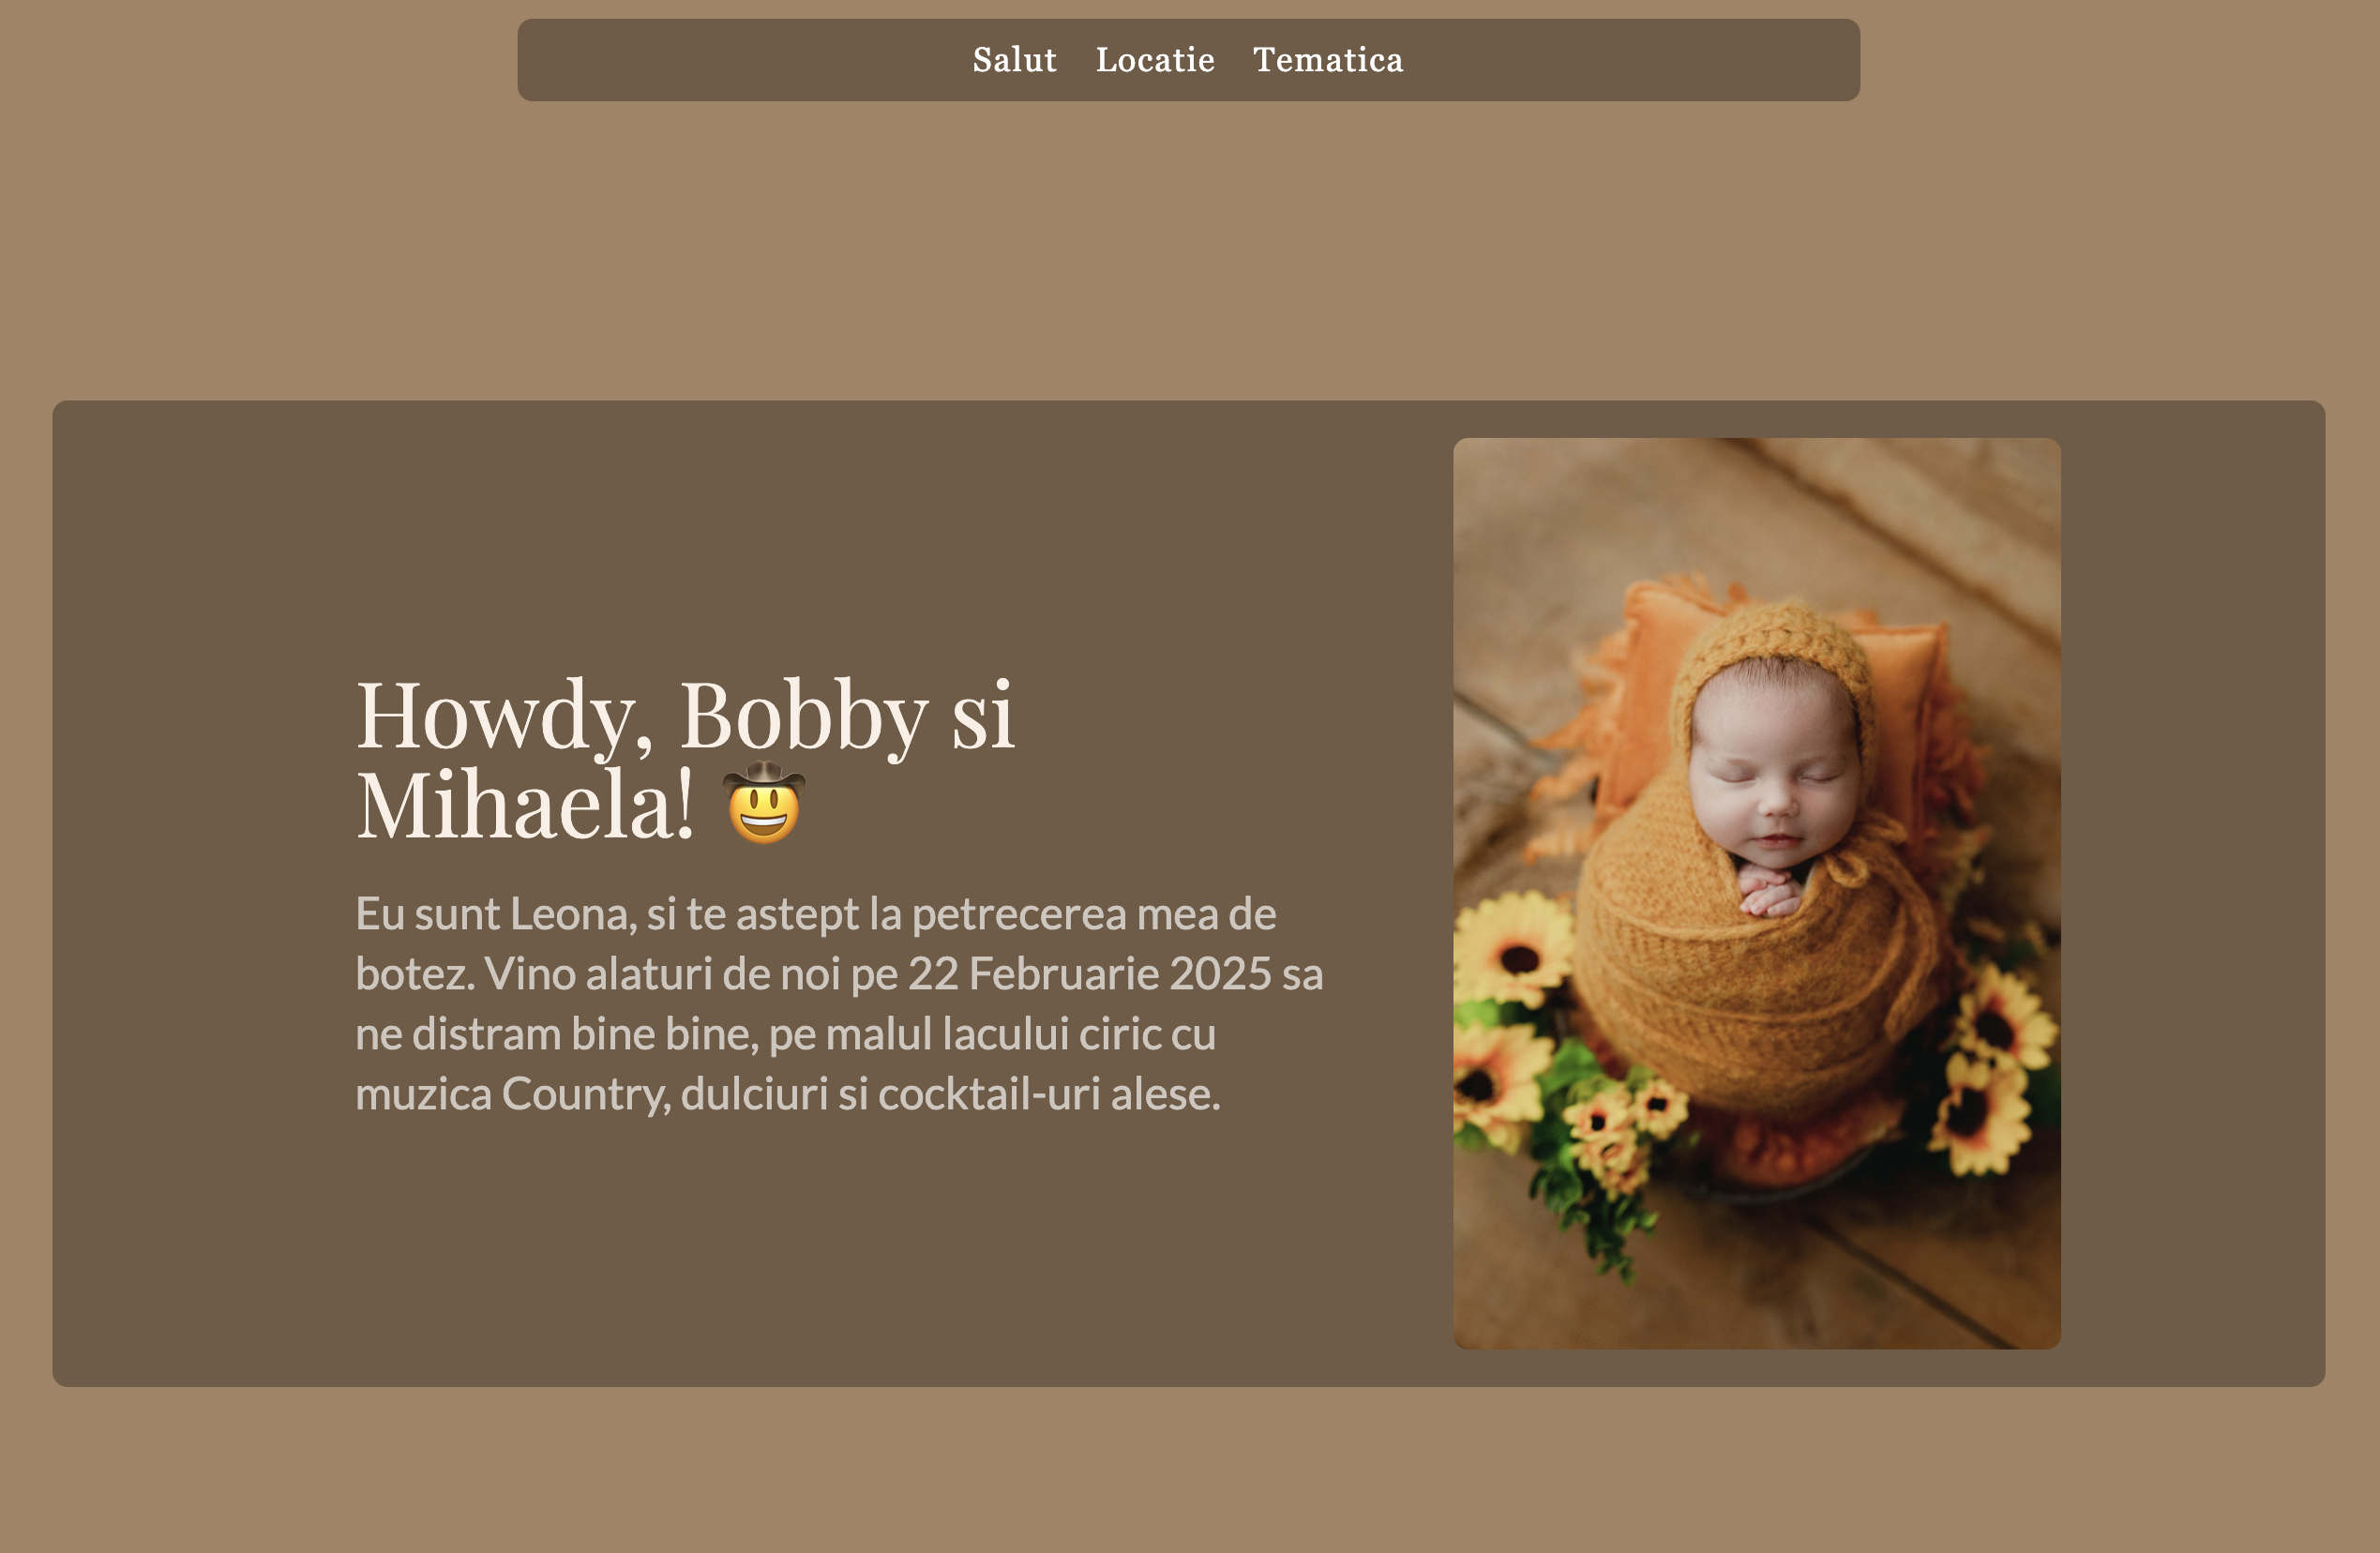 Salut Locatie Tematica
Howdy, Bobby si
Mihaela! 🤠
Eu sunt Leona, si te astept la petrecerea mea de
botez. Vino alaturi de noi pe 22 Februarie 2025 sa
ne distram bine bine, pe malul lacului ciric cu
muzica Country, dulciuri si cocktail-uri alese.